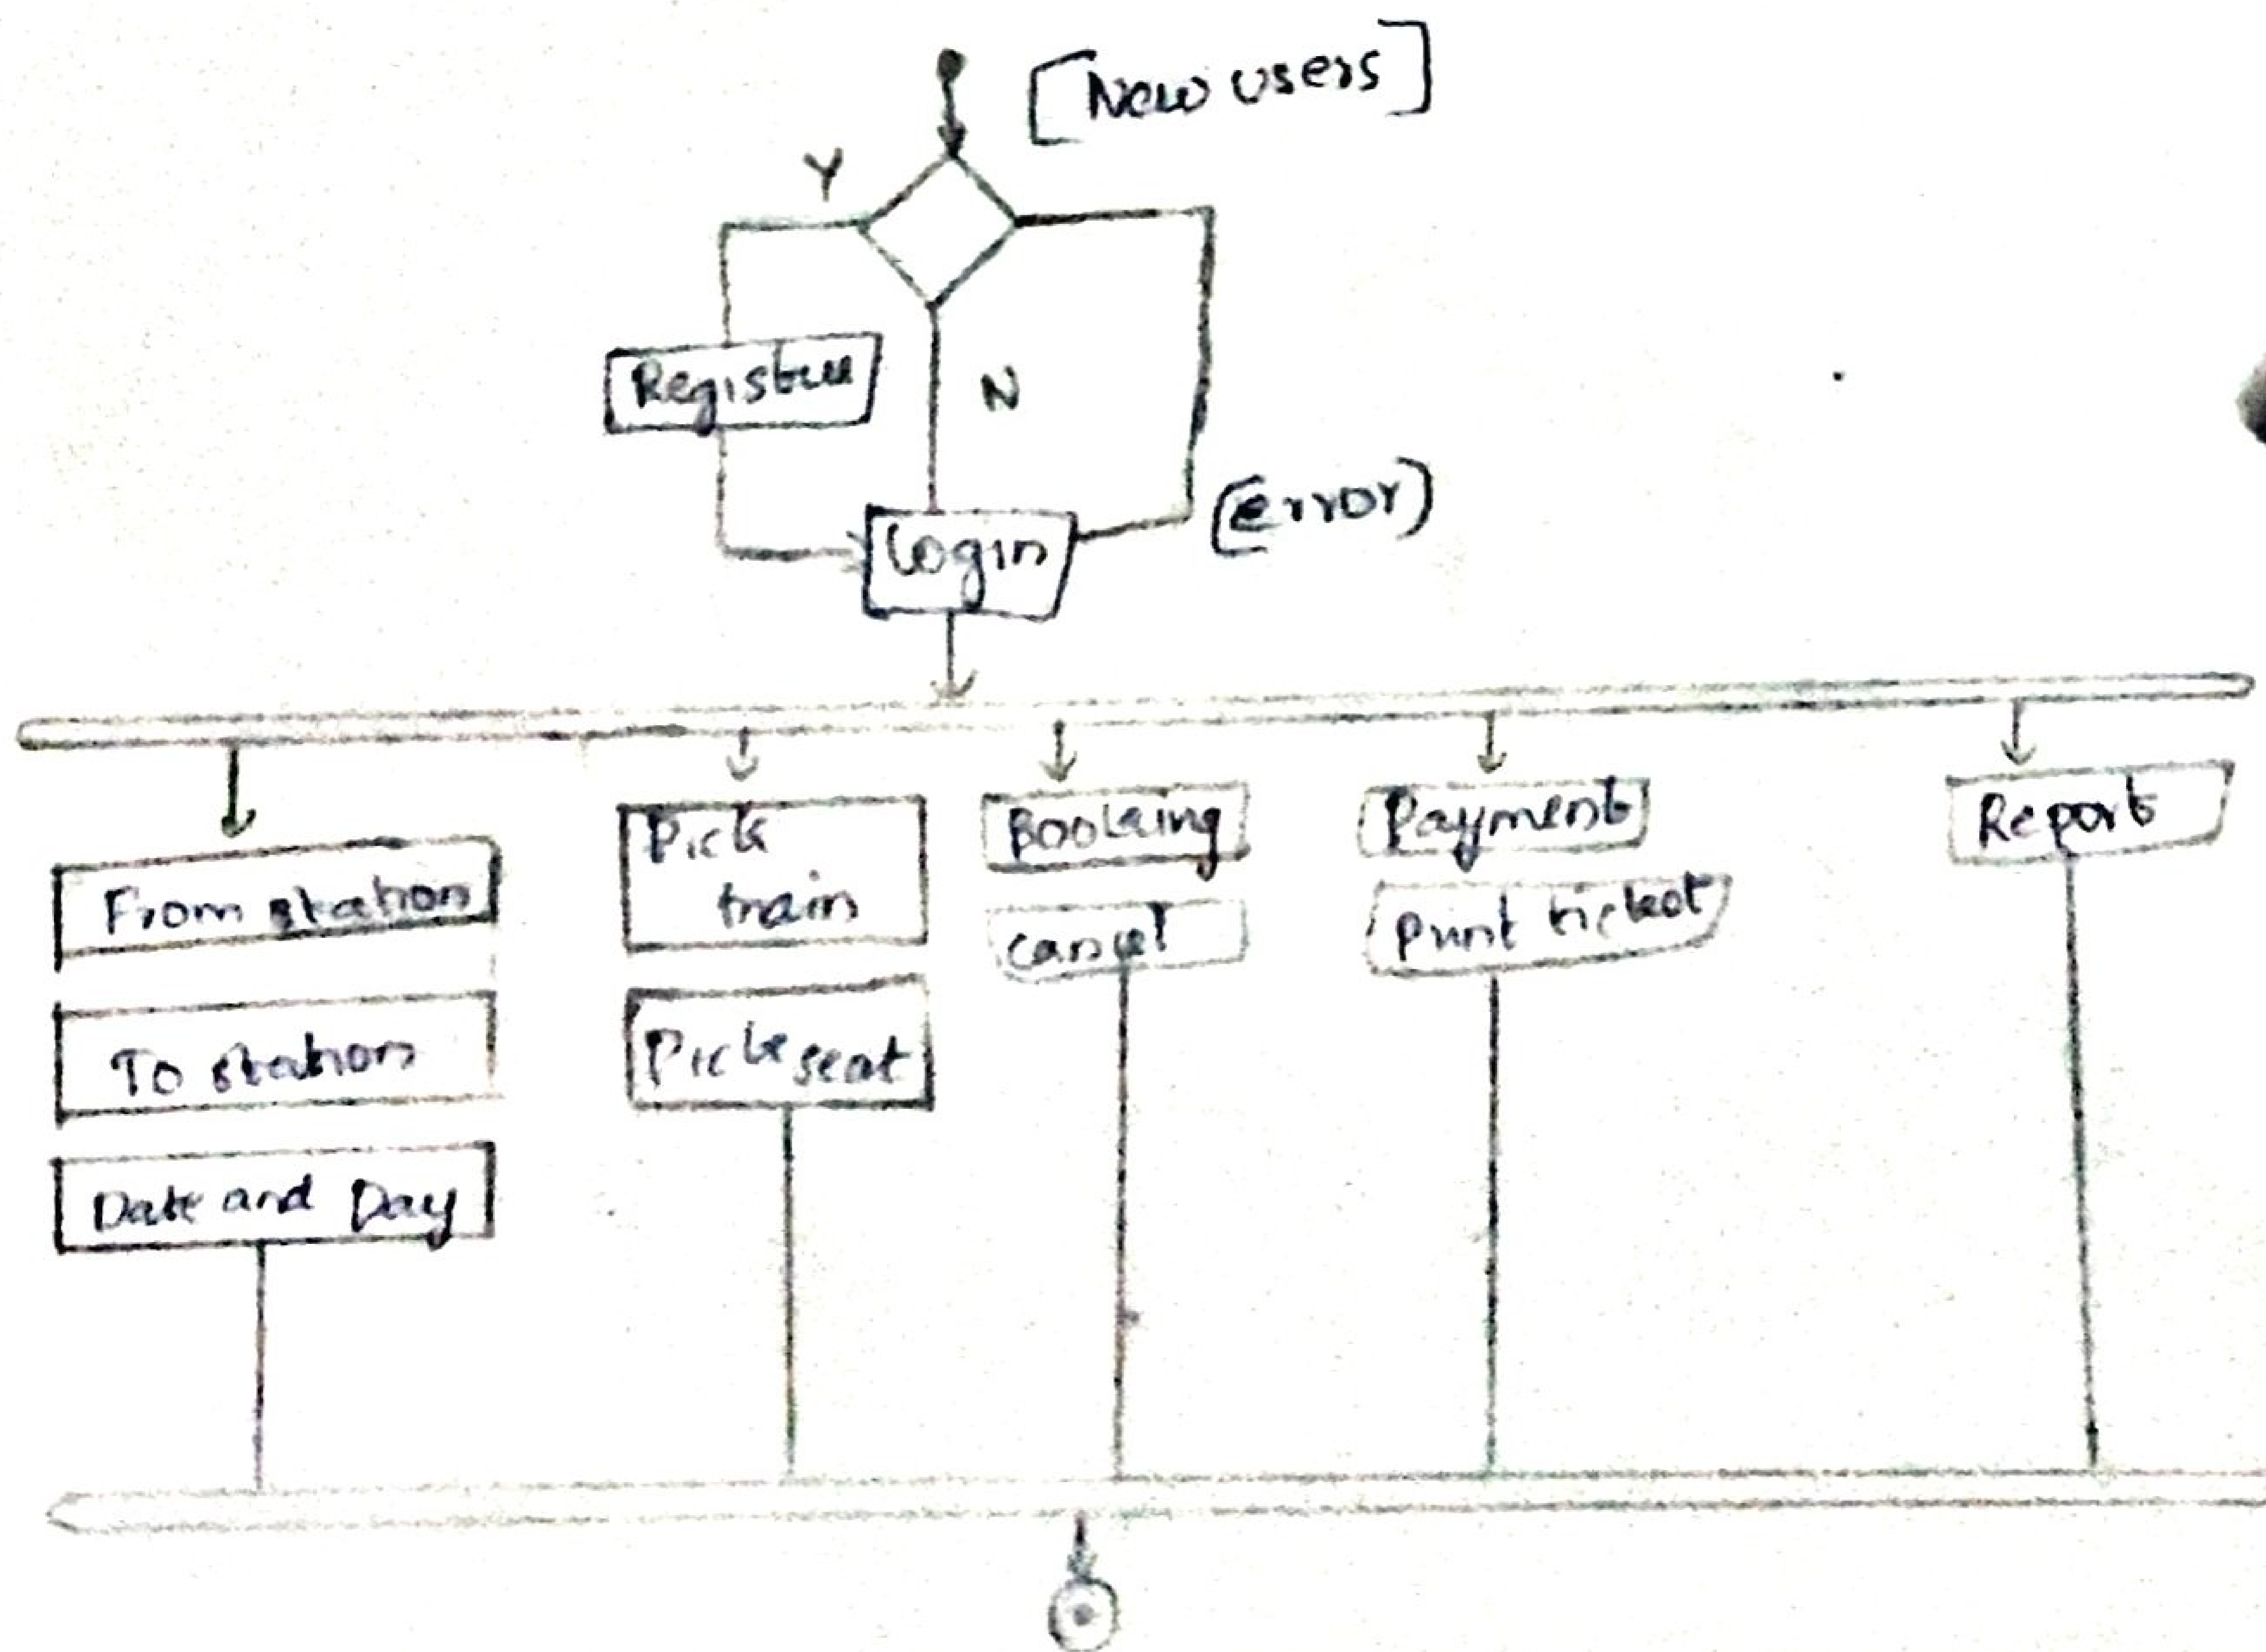 [New users]
Y
Register
N
(error)
Login
From station
To station
Date and Day
Pick
train
Pick seat
Booking
cancel
Payment
Print ticket
Report